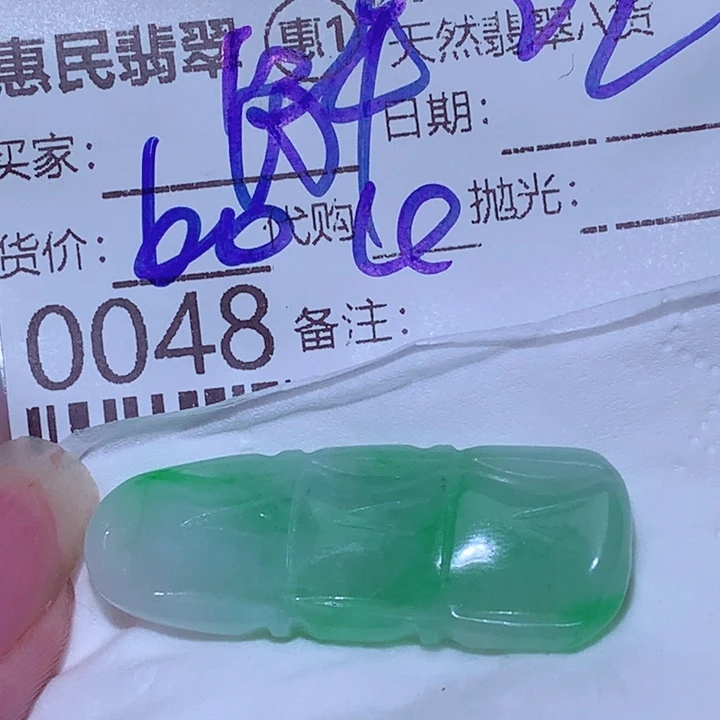 惠民翡翠 惠1 天然翡翠A货
买家: 日期:
货价: bole 代购 抛光:
0048 备注: